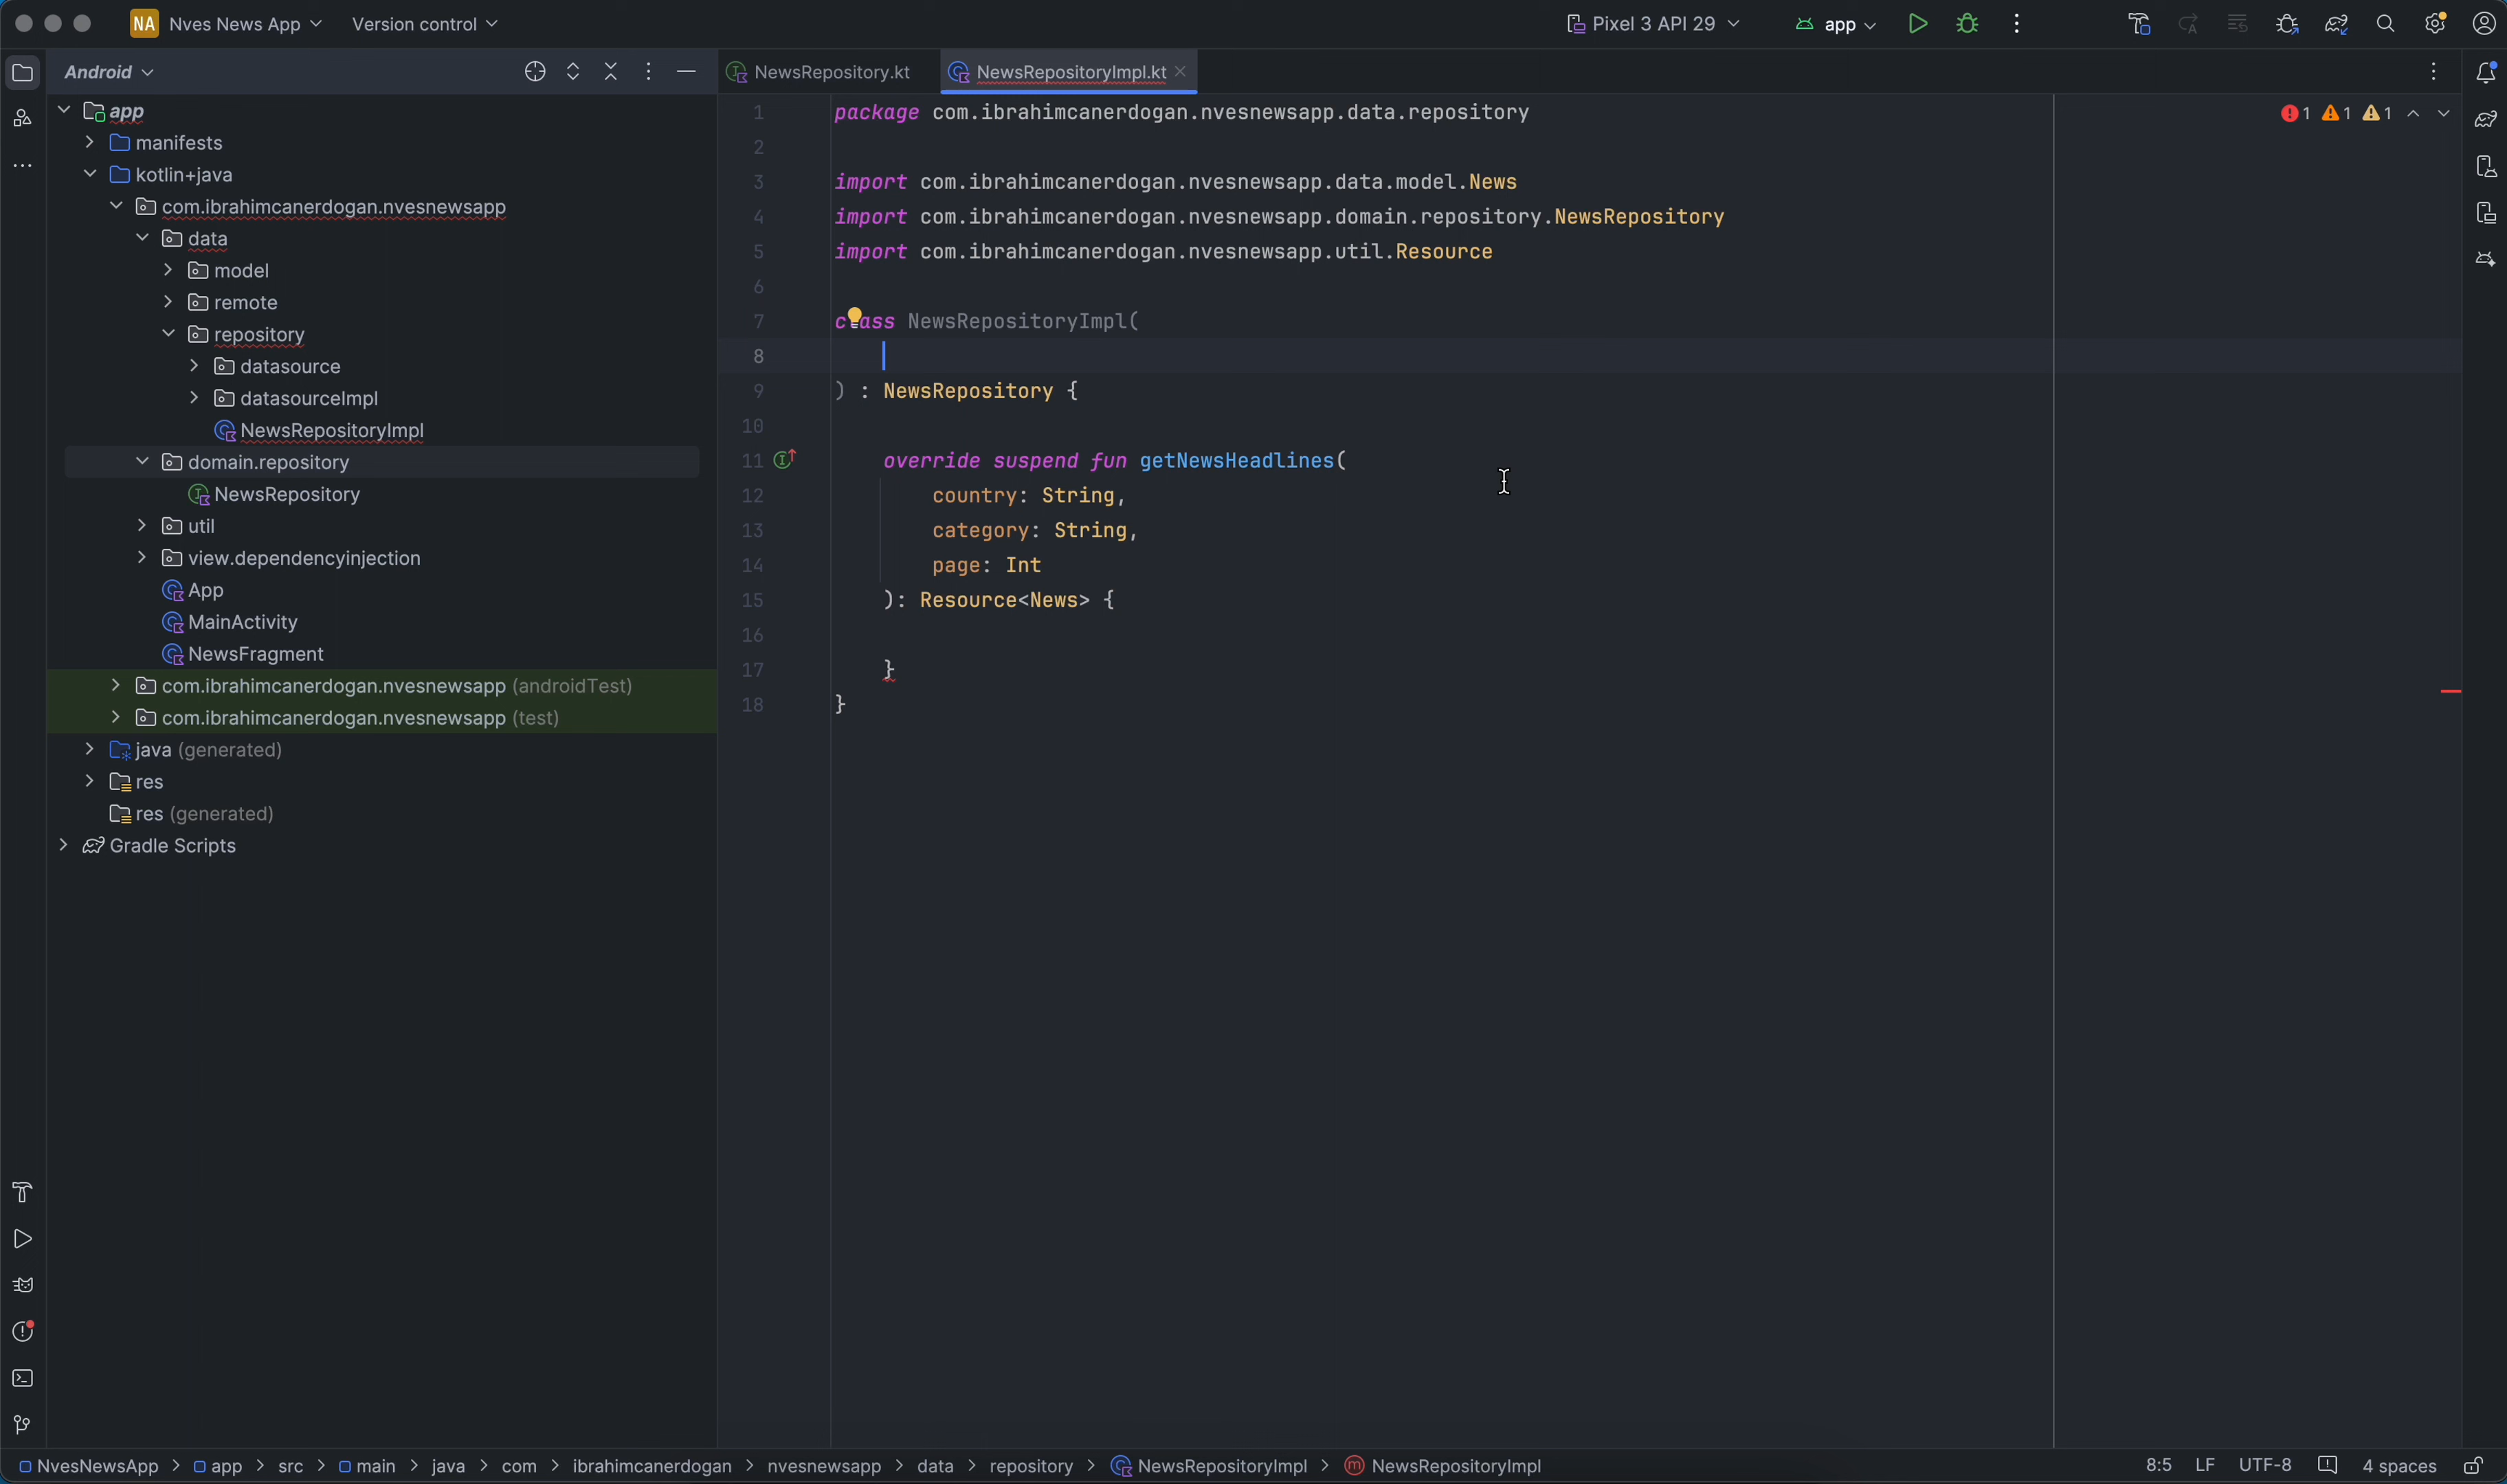 NA Nves News App Version control Pixel 3 API 29 app
Android
NewsRepository.kt NewsRepositoryImpl.kt
app
manifests
kotlin+java
com.ibrahimcanerdogan.nvesnewsapp
data
model
remote
repository
datasource
datasourceImpl
NewsRepositoryImpl
domain.repository
NewsRepository
util
view.dependencyinjection
App
MainActivity
NewsFragment
com.ibrahimcanerdogan.nvesnewsapp (androidTest)
com.ibrahimcanerdogan.nvesnewsapp (test)
java (generated)
res
res (generated)
Gradle Scripts
1 package com.ibrahimcanerdogan.nvesnewsapp.data.repository
1 1 1
2
3 import com.ibrahimcanerdogan.nvesnewsapp.data.model.News
4 import com.ibrahimcanerdogan.nvesnewsapp.domain.repository.NewsRepository
5 import com.ibrahimcanerdogan.nvesnewsapp.util.Resource
6
7 class NewsRepositoryImpl(
8
9 ) : NewsRepository {
10
11 override suspend fun getNewsHeadlines(
12 country: String,
13 category: String,
14 page: Int
15 ): Resource<News> {
16
17 }
18 }
NvesNewsApp > app > src > main > java > com > ibrahimcanerdogan > nvesnewsapp > data > repository > NewsRepositoryImpl > NewsRepositoryImpl
8:5 LF UTF-8 4 spaces